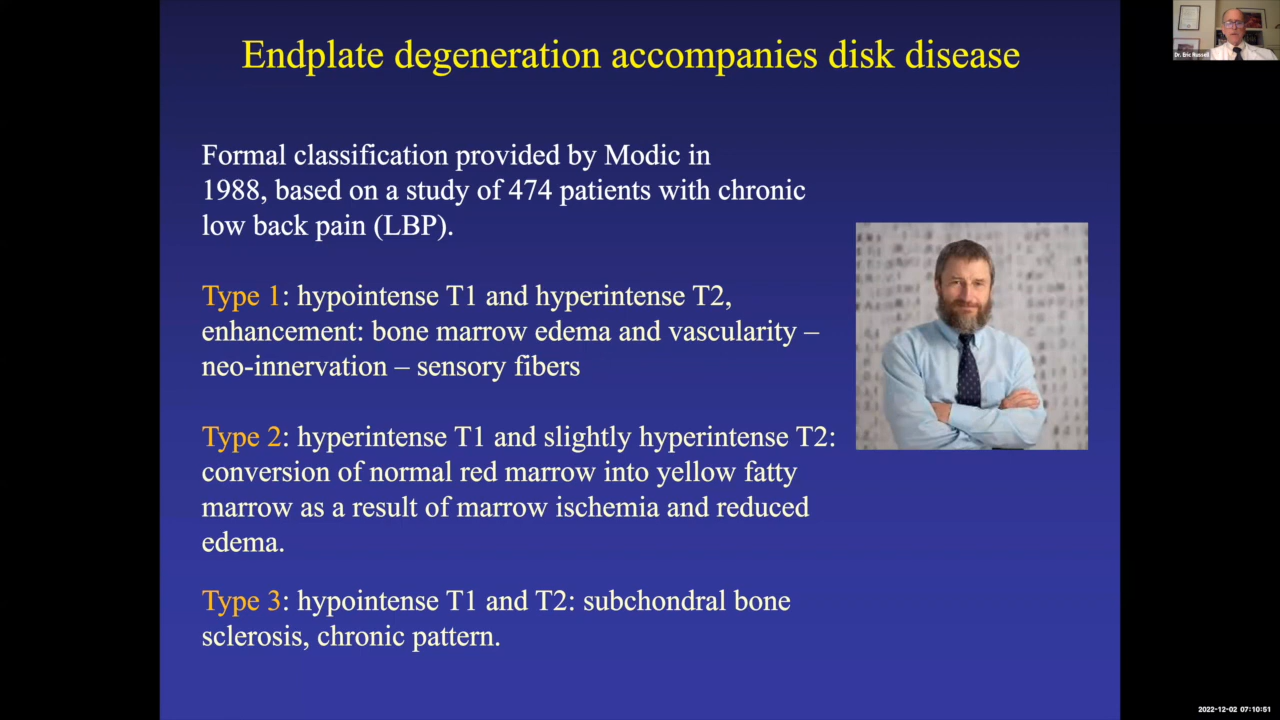 Endplate degeneration accompanies disk disease
Dr. Eric Russell
Formal classification provided by Modic in
1988, based on a study of 474 patients with chronic
low back pain (LBP).
Type 1: hypointense T1 and hyperintense T2,
enhancement: bone marrow edema and vascularity –
neo-innervation – sensory fibers
Type 2: hyperintense T1 and slightly hyperintense T2:
conversion of normal red marrow into yellow fatty
marrow as a result of marrow ischemia and reduced
edema.
Type 3: hypointense T1 and T2: subchondral bone
sclerosis, chronic pattern.
2022-12-02 07:10:51